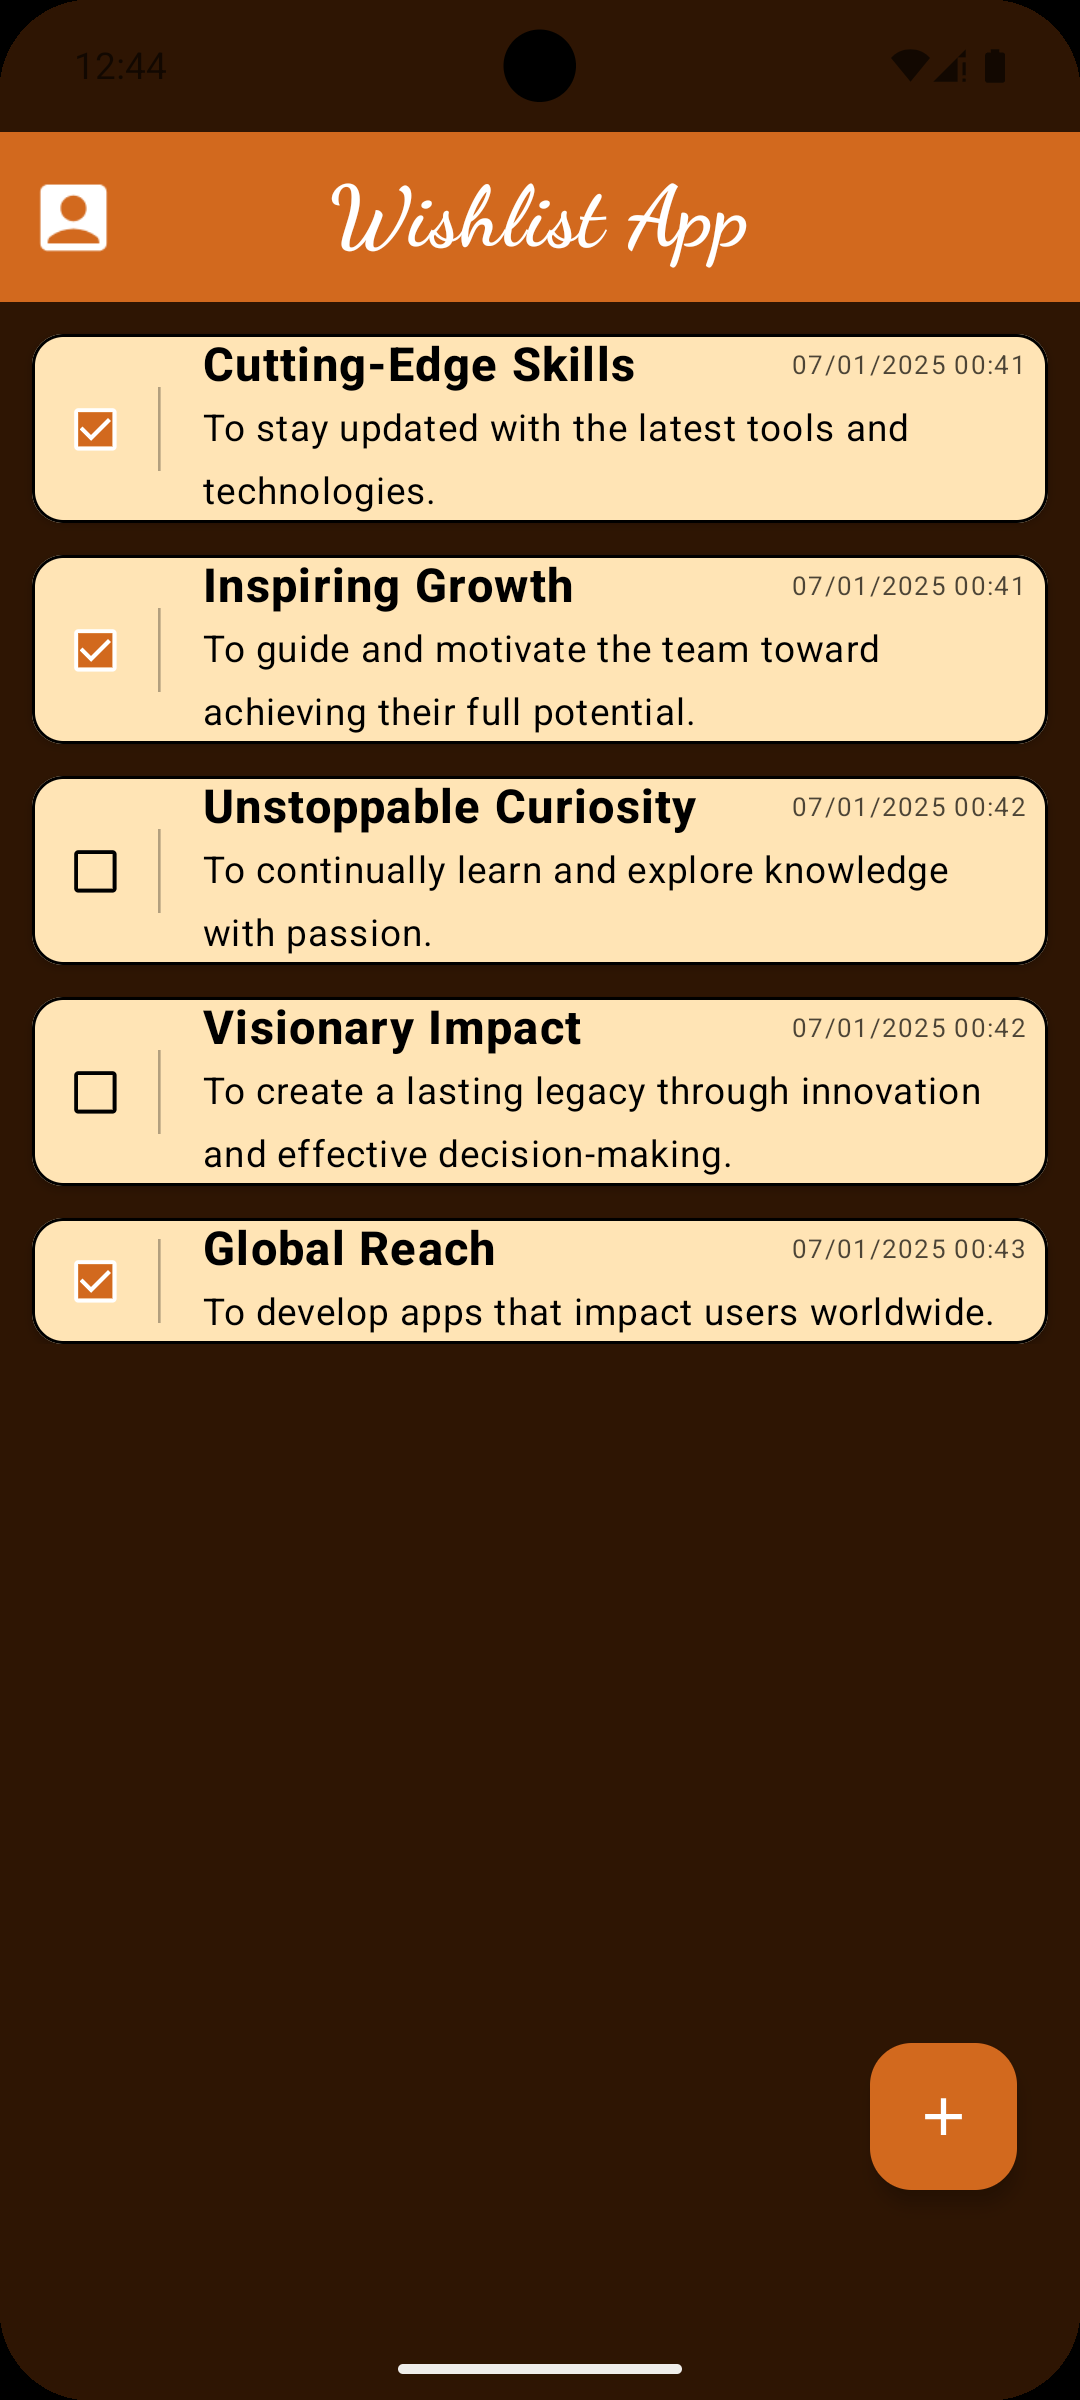 12:44
Wishlist App
Cutting-Edge Skills 07/01/2025 00:41
To stay updated with the latest tools and
technologies.
Inspiring Growth 07/01/2025 00:41
To guide and motivate the team toward
achieving their full potential.
Unstoppable Curiosity 07/01/2025 00:42
To continually learn and explore knowledge
with passion.
Visionary Impact 07/01/2025 00:42
To create a lasting legacy through innovation
and effective decision-making.
Global Reach 07/01/2025 00:43
To develop apps that impact users worldwide.